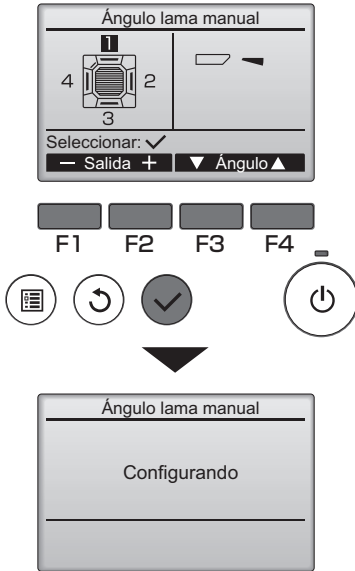 Ángulo lama manual
1
4 2
3
Seleccionar: ✓
— Salida + ▼ Ángulo ▲
F1 F2 F3 F4
Ángulo lama manual
Configurando